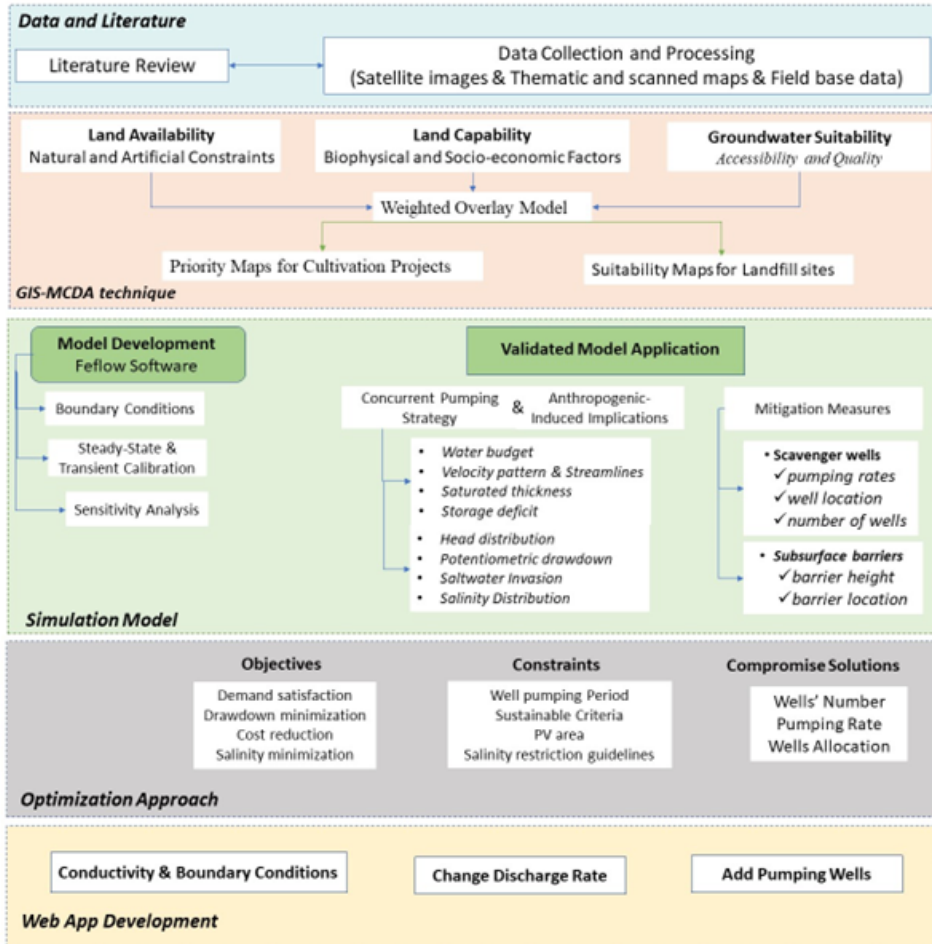 Data and Literature
Literature Review
Data Collection and Processing
(Satellite images & Thematic and scanned maps & Field base data)
Land Availability
Natural and Artificial Constraints
Land Capability
Biophysical and Socio-economic Factors
Groundwater Suitability
Accessibility and Quality
Weighted Overlay Model
Priority Maps for Cultivation Projects
Suitability Maps for Landfill sites
GIS-MCDA technique
Model Development
Feflow Software
Boundary Conditions
Steady-State &
Transient Calibration
Sensitivity Analysis
Validated Model Application
Concurrent Pumping
Strategy
&
Anthropogenic-
Induced Implications
• Water budget
• Velocity pattern & Streamlines
• Saturated thickness
• Storage deficit
• Head distribution
• Potentiometric drawdown
• Saltwater Invasion
• Salinity Distribution
Mitigation Measures
• Scavenger wells
✓ pumping rates
✓ well location
✓ number of wells
• Subsurface barriers
✓ barrier height
✓ barrier location
Simulation Model
Objectives
Demand satisfaction
Drawdown minimization
Cost reduction
Salinity minimization
Constraints
Well pumping Period
Sustainable Criteria
PV area
Salinity restriction guidelines
Compromise Solutions
Wells' Number
Pumping Rate
Wells Allocation
Optimization Approach
Conductivity & Boundary Conditions
Change Discharge Rate
Add Pumping Wells
Web App Development